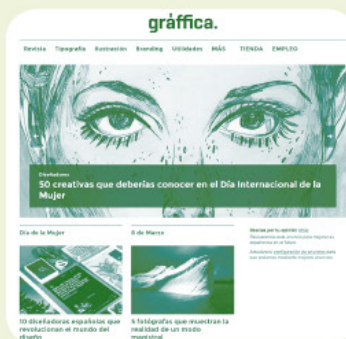 gràffica.
Revista Tipografía Ilustración Branding Utilidades MÁS TIENDA EMPLEO
Diseñadores
50 creativas que deberías conocer en el Día Internacional de la
Mujer
Día de la Mujer
8 de Marzo
10 diseñadoras españolas que
revolucionan el mundo del
diseño
4 fotógrafas que muestran la
realidad de un modo
magistral